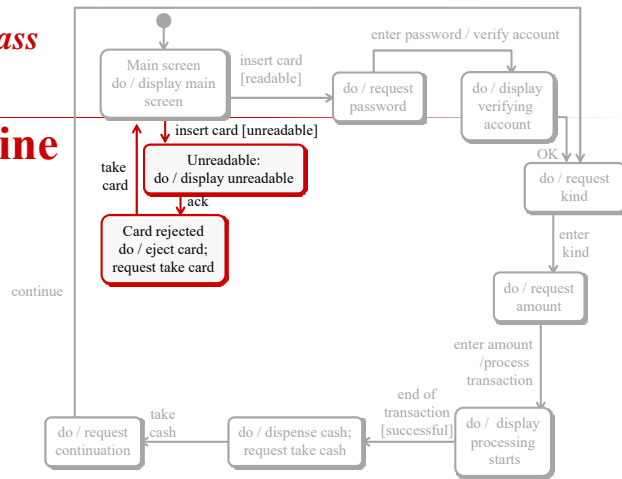 ass
ine
Main screen
do / display main
screen
insert card
[readable]
do / request
password
enter password / verify account
do / display
verifying
account
insert card [unreadable]
take
card
Unreadable:
do / display unreadable
ack
Card rejected
do / eject card;
request take card
OK
do / request
kind
enter
kind
continue
do / request
amount
enter amount
/process
transaction
end of
transaction
[successful]
do /  display
processing
starts
do / dispense cash;
request take cash
take
cash
do / request
continuation